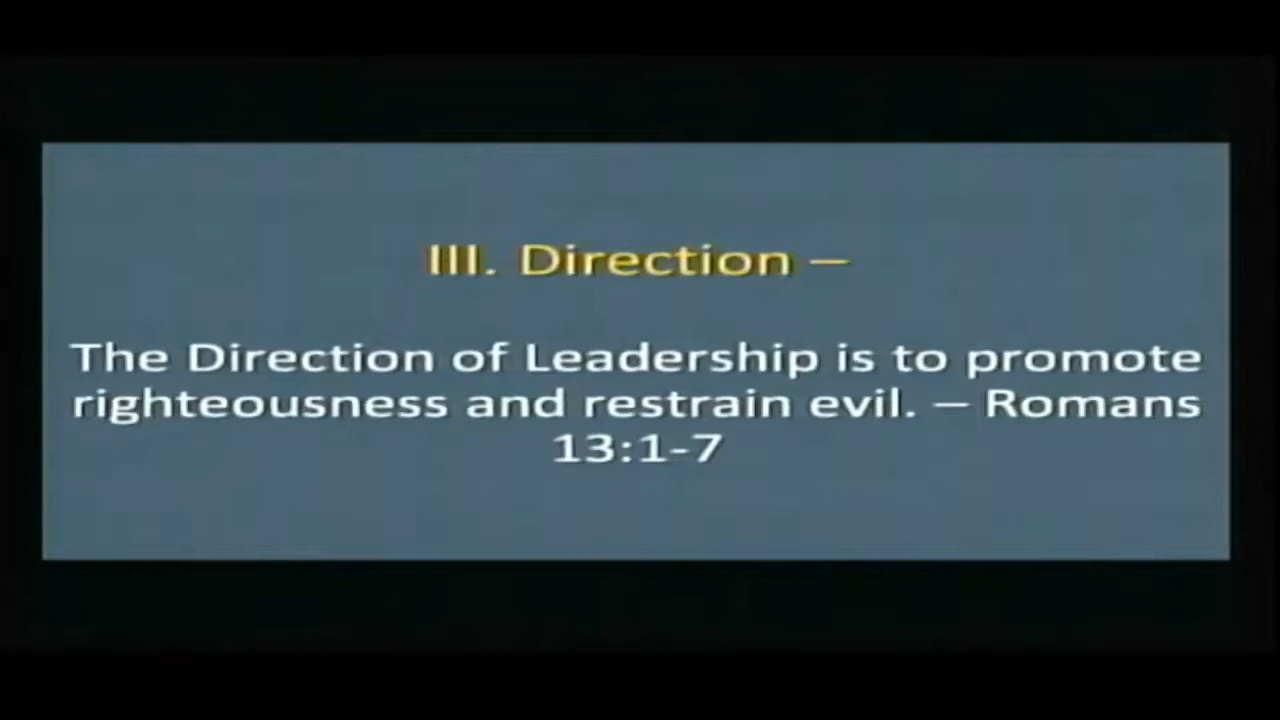 III. Direction –
The Direction of Leadership is to promote
righteousness and restrain evil. – Romans
13:1-7